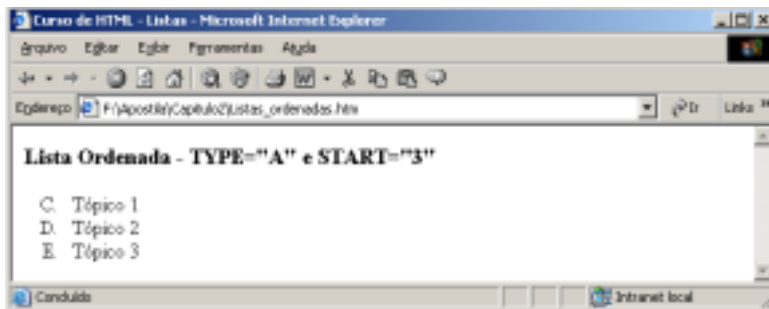 Curso de HTML - Listas - Microsoft Internet Explorer
Arquivo Editar Exibir Ferramentas Ajuda
Endereço F:\Apostila\Capitulo2\Listas_ordenadas.htm Ir Links
Lista Ordenada - TYPE="A" e START="3"
C. Tópico 1
D. Tópico 2
E. Tópico 3
Concluído Intranet local